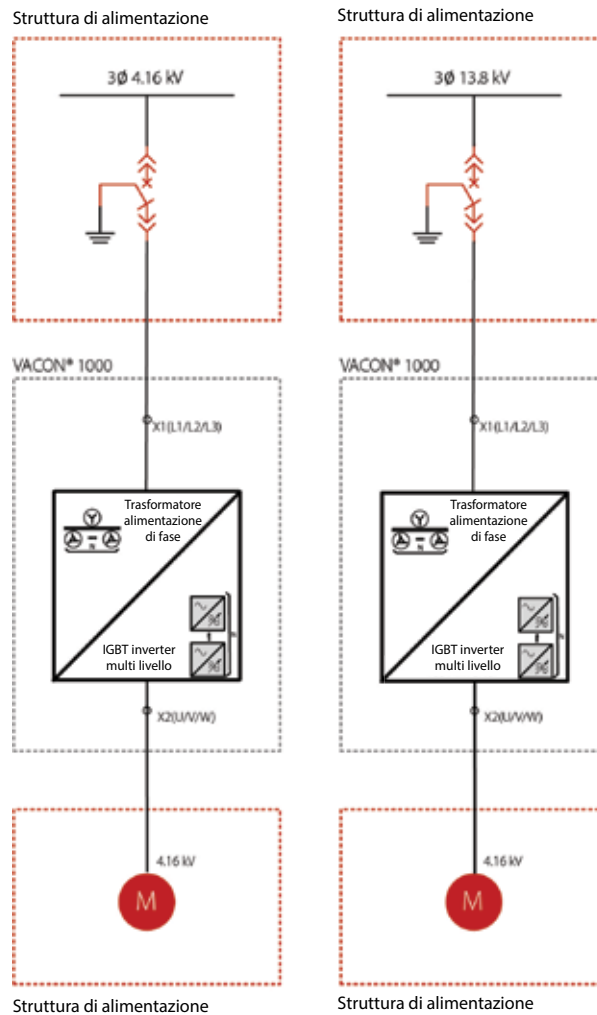 Struttura di alimentazione
3Ø 4.16 kV
VACON® 1000
X1(L1/L2/L3)
Trasformatore
alimentazione
di fase
N
IGBT inverter
multi livello
X2(U/V/W)
4.16 kV
M
Struttura di alimentazione
Struttura di alimentazione
3Ø 13.8 kV
VACON® 1000
X1(L1/L2/L3)
Trasformatore
alimentazione
di fase
N
IGBT inverter
multi livello
X2(U/V/W)
4.16 kV
M
Struttura di alimentazione